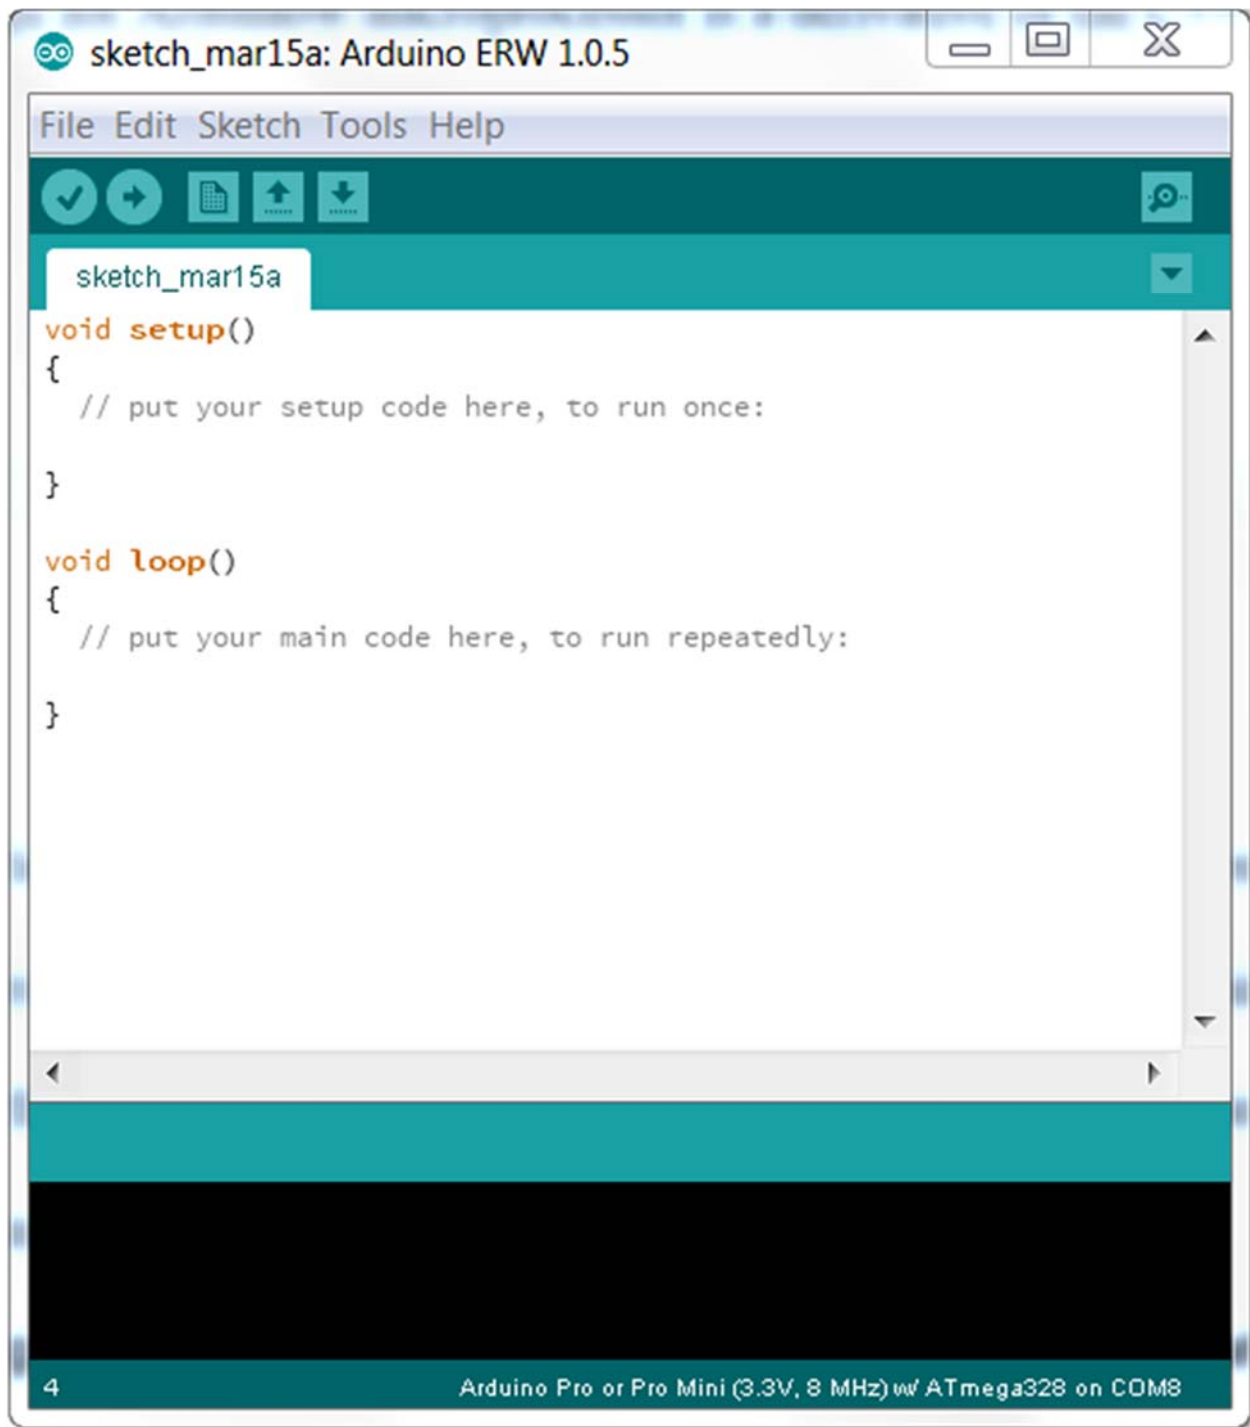 sketch_mar15a: Arduino ERW 1.0.5
File Edit Sketch Tools Help
sketch_mar15a
void setup()
{
  // put your setup code here, to run once:
}
void loop()
{
  // put your main code here, to run repeatedly:
}
4
Arduino Pro or Pro Mini (3.3V, 8 MHz) w/ ATmega328 on COM8